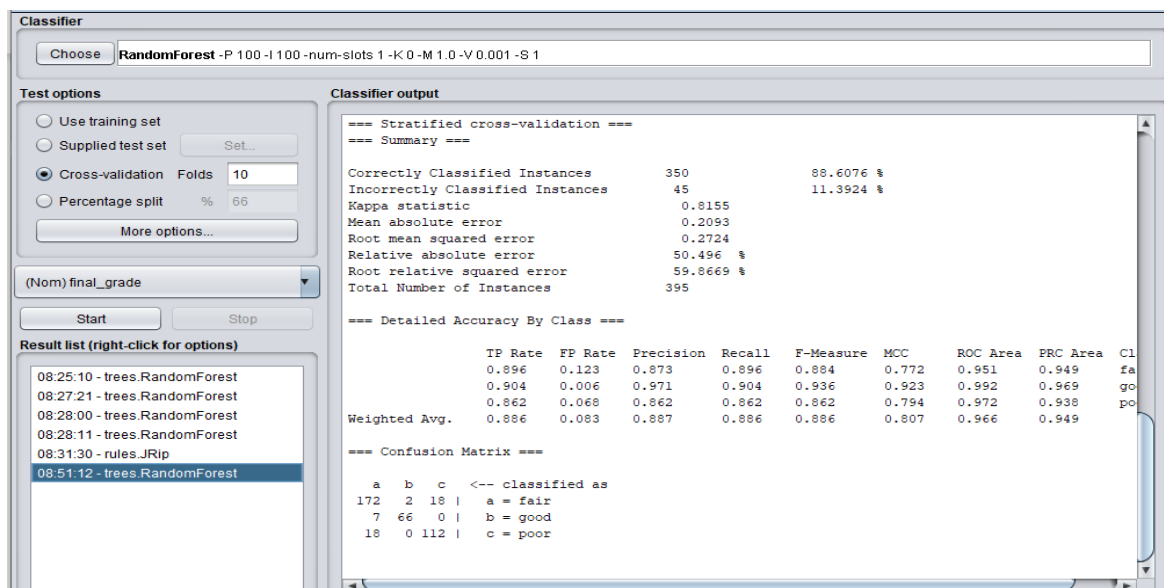 Classifier
Choose RandomForest -P 100 -I 100 -num-slots 1 -K 0 -M 1.0 -V 0.001 -S 1
Test options
Use training set
Supplied test set Set...
Cross-validation Folds 10
Percentage split % 66
More options...
(Nom) final_grade
Start Stop
Result list (right-click for options)
08:25:10 - trees.RandomForest
08:27:21 - trees.RandomForest
08:28:00 - trees.RandomForest
08:28:11 - trees.RandomForest
08:31:30 - rules.JRip
08:51:12 - trees.RandomForest
Classifier output
=== Stratified cross-validation ===
=== Summary ===
Correctly Classified Instances 350 88.6076 %
Incorrectly Classified Instances 45 11.3924 %
Kappa statistic 0.8155
Mean absolute error 0.2093
Root mean squared error 0.2724
Relative absolute error 50.496 %
Root relative squared error 59.8669 %
Total Number of Instances 395
=== Detailed Accuracy By Class ===
TP Rate FP Rate Precision Recall F-Measure MCC ROC Area PRC Area Cl
0.896 0.123 0.873 0.896 0.884 0.772 0.951 0.949 fa
0.904 0.006 0.971 0.904 0.936 0.923 0.992 0.969 go
0.862 0.068 0.862 0.862 0.862 0.794 0.972 0.938 po
Weighted Avg. 0.886 0.083 0.887 0.886 0.886 0.807 0.966 0.949
=== Confusion Matrix ===
a b c <-- classified as
172 2 18 | a = fair
7 66 0 | b = good
18 0 112 | c = poor